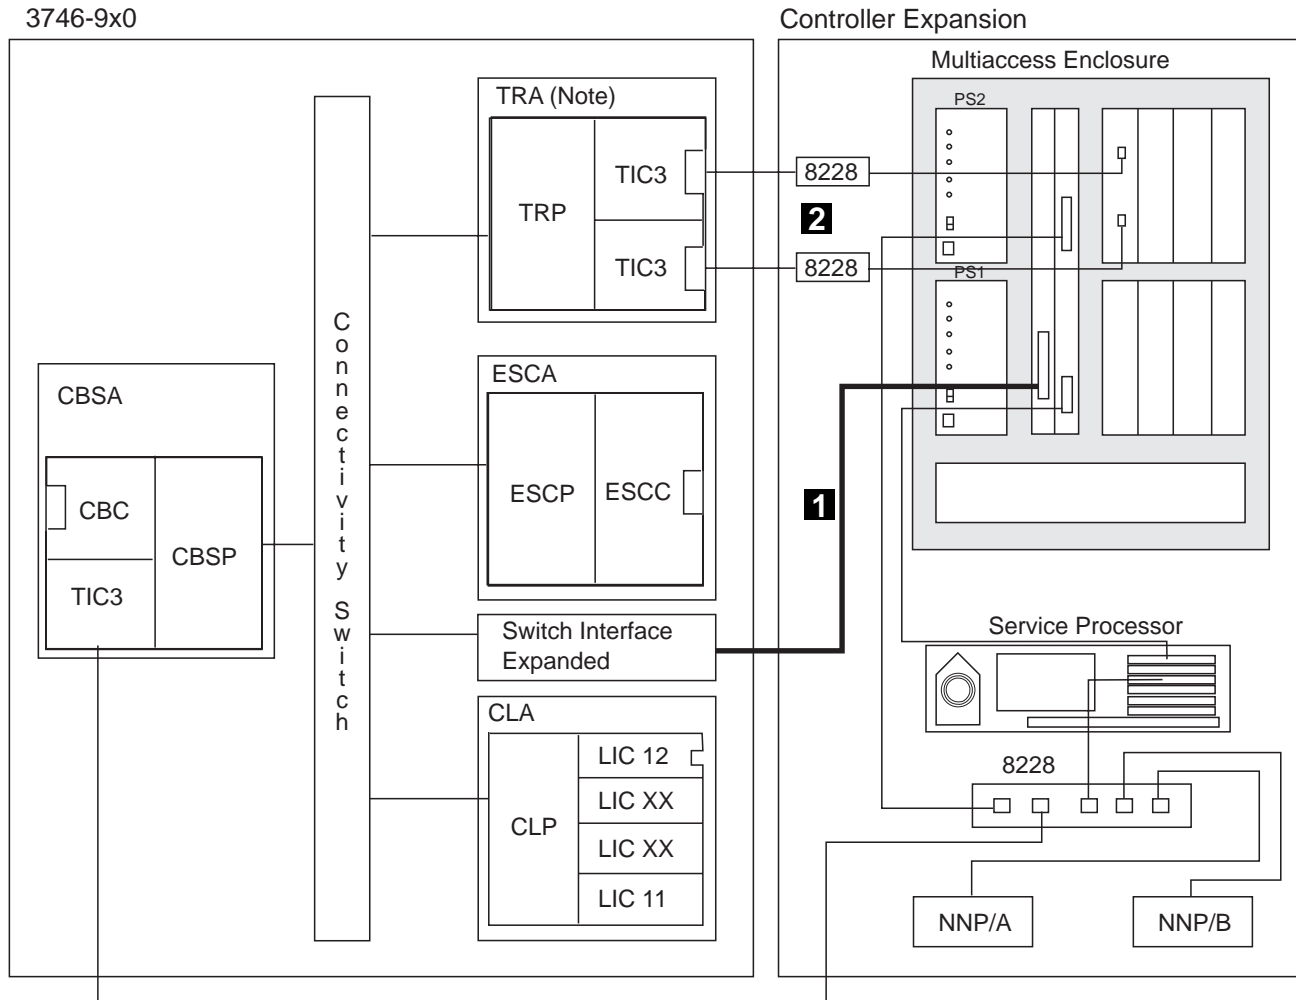 3746-9x0
Controller Expansion
Multiaccess Enclosure
TRA (Note)
PS2
TIC3
8228
TRP
2
TIC3
8228
PS1
Connectivity Switch
CBSA
ESCA
CBC
CBSP
ESCP
ESCC
1
TIC3
Switch Interface
Expanded
Service Processor
CLA
LIC 12
8228
LIC XX
CLP
LIC XX
LIC 11
NNP/A
NNP/B